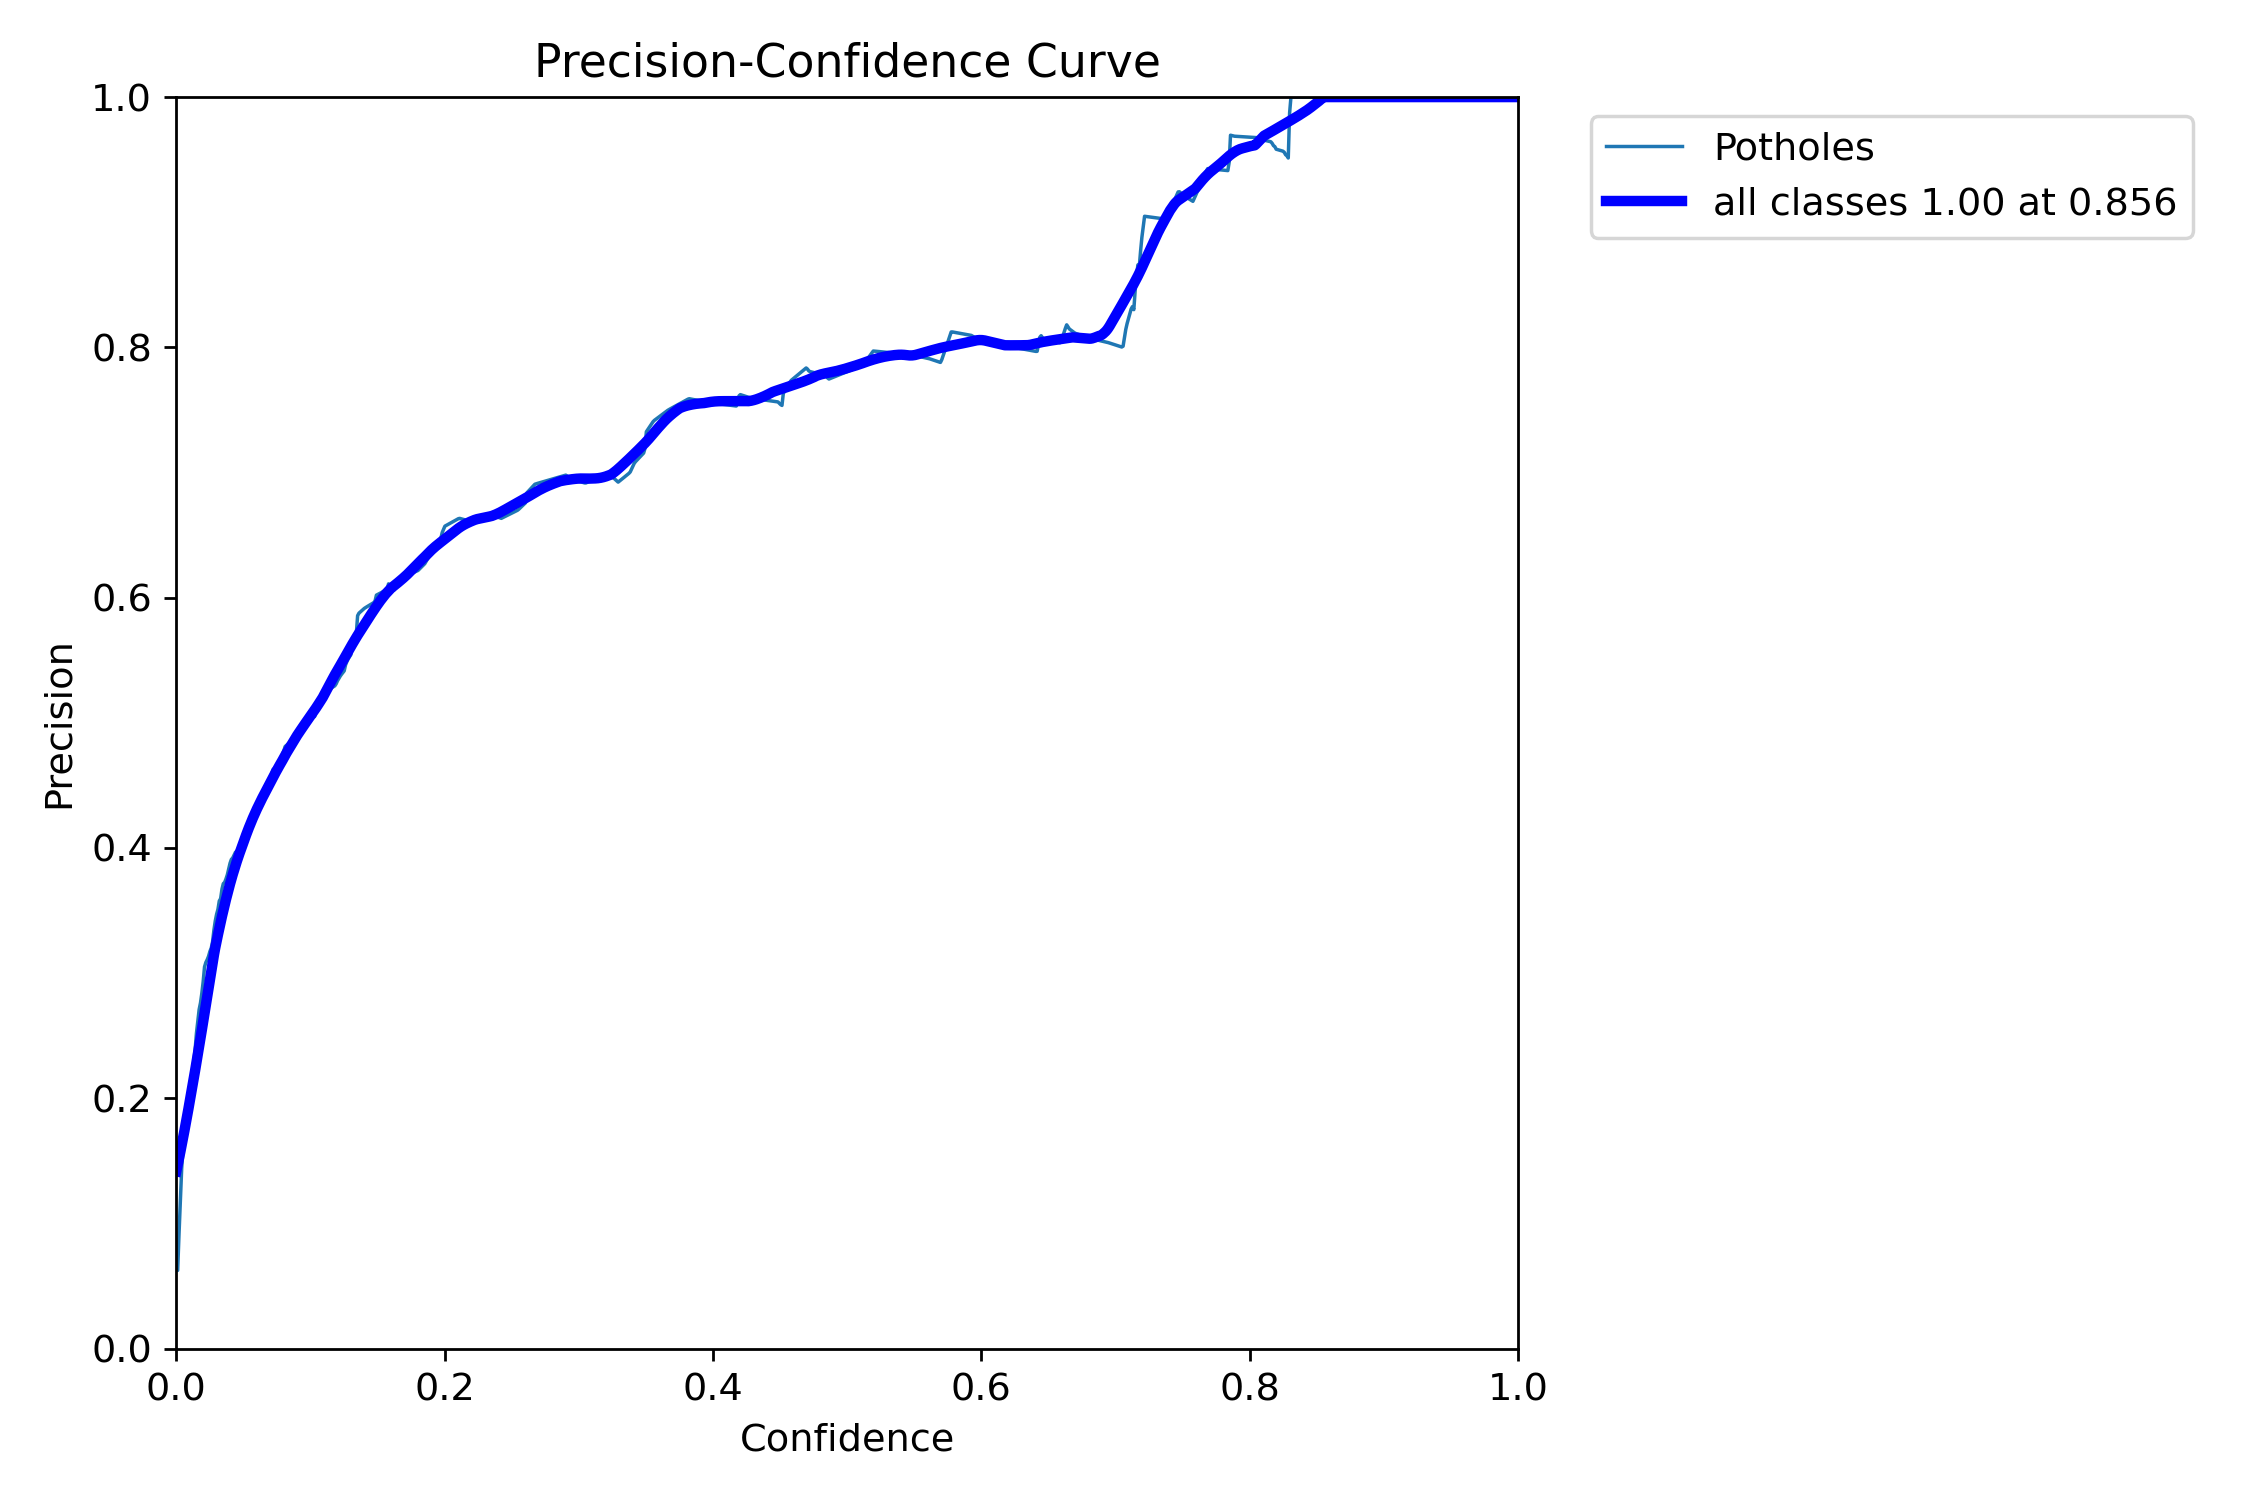 Precision-Confidence Curve
1.0
0.8
0.6
0.4
0.2
0.0
Precision
0.0 0.2 0.4 0.6 0.8 1.0
Confidence
Potholes
all classes 1.00 at 0.856